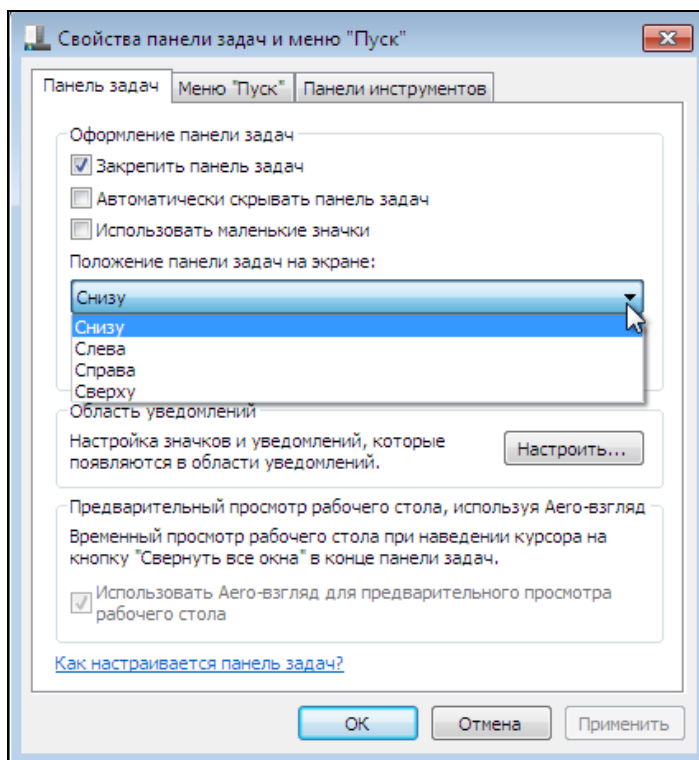 Свойства панели задач и меню "Пуск"
Панель задач Меню "Пуск" Панели инструментов
Оформление панели задач
Закрепить панель задач
Автоматически скрывать панель задач
Использовать маленькие значки
Положение панели задач на экране:
Снизу
Снизу
Слева
Справа
Сверху
Область уведомлений
Настройка значков и уведомлений, которые
появляются в области уведомлений.
Настроить...
Предварительный просмотр рабочего стола, используя Aero-взгляд
Временный просмотр рабочего стола при наведении курсора на
кнопку "Свернуть все окна" в конце панели задач.
Использовать Aero-взгляд для предварительного просмотра
рабочего стола
Как настраивается панель задач?
ОК Отмена Применить